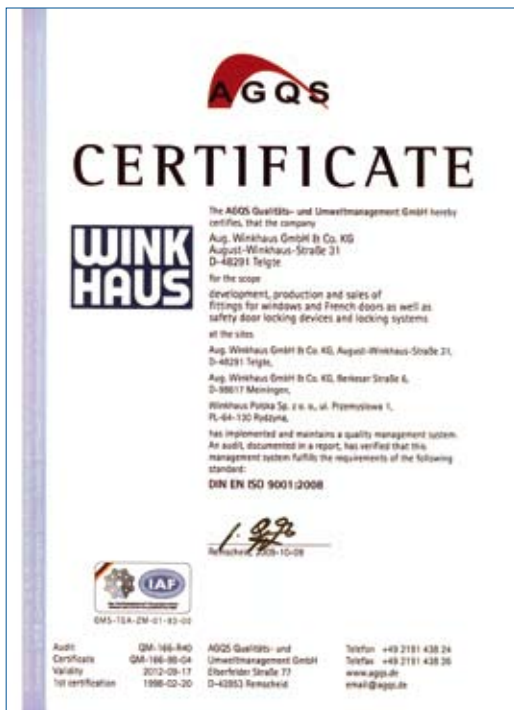 AGQS
CERTIFICATE
WINK
HAUS
The AGQS Qualitäts- und Umweltmanagement GmbH hereby
certifies, that the company
Aug. Winkhaus GmbH & Co. KG
August-Winkhaus-Straße 31
D-48291 Telgte
for the scope
development, production and sales of
fittings for windows and French doors as well as
safety door locking devices and locking systems
at the sites
Aug. Winkhaus GmbH & Co. KG, August-Winkhaus-Straße 31,
D-48291 Telgte,
Aug. Winkhaus GmbH & Co. KG, Berkeser Straße 6,
D-98617 Meiningen,
Winkhaus Polska Sp. z o. o., ul. Przemysłowa 1,
PL-64-130 Rydzyna,
has implemented and maintains a quality management system.
An audit, documented in a report, has verified that this
management system fulfills the requirements of the following
standard:
DIN EN ISO 9001:2008
Remscheid, 2009-10-09
IAF
Audit QM-166-R40
Certificate QM-166-98-04
Validity 2012-09-17
1st certification 1998-02-20
AGQS Qualitäts- und
Umweltmanagement GmbH
Elberfelder Straße 77
D-42853 Remscheid
Telefon +49 2191 438 24
Telefax +49 2191 438 26
www.agqs.de
email@agqs.de